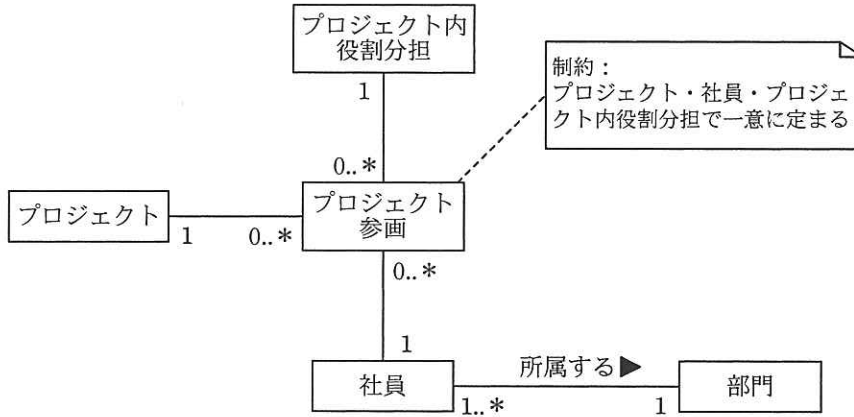 プロジェクト内
役割分担
制約：
プロジェクト・社員・プロジェ
クト内役割分担で一意に定まる
1
0..*
プロジェクト
1
0..*
プロジェクト
参画
0..*
1
社員
1..*
所属する▶
1
部門